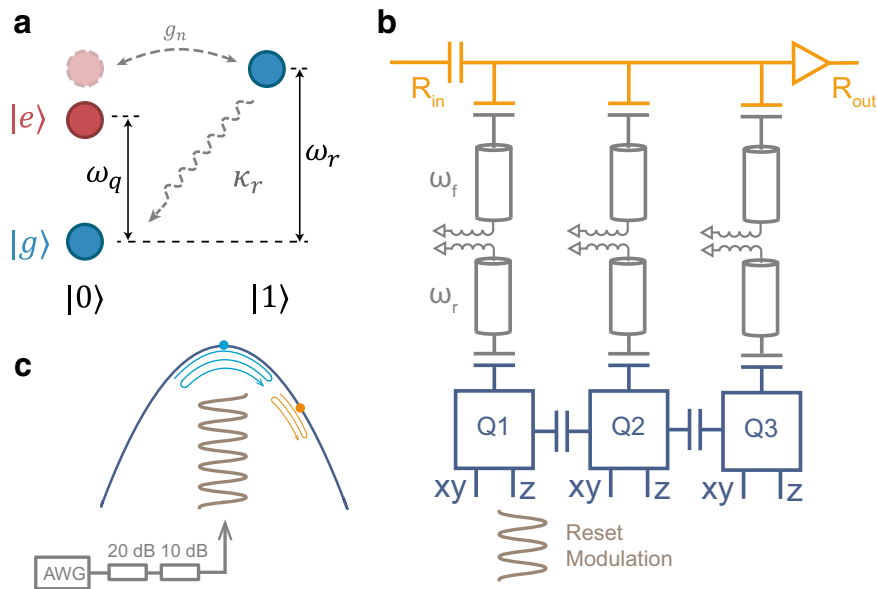 a
g_n
|e⟩
ω_q
κ_r
ω_r
|g⟩
|0⟩
|1⟩
b
R_in
R_out
ω_f
ω_r
Q1
Q2
Q3
xy
z
xy
z
xy
z
Reset
Modulation
c
20 dB
10 dB
AWG